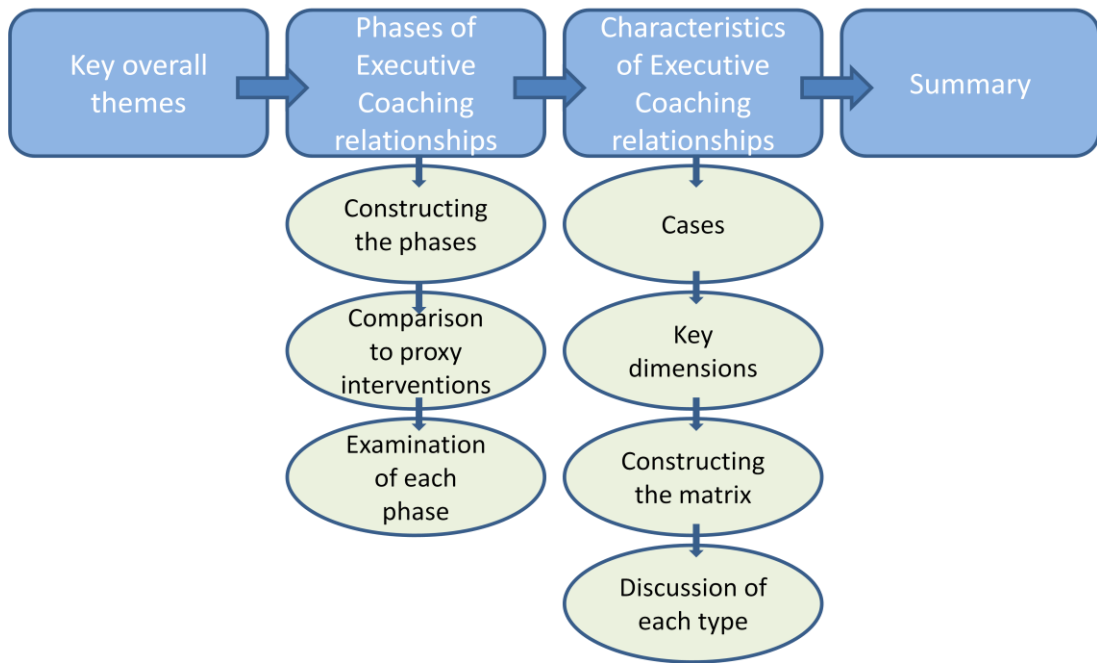 Key overall
themes
Phases of
Executive
Coaching
relationships
Characteristics
of Executive
Coaching
relationships
Summary
Constructing
the phases
Comparison
to proxy
interventions
Examination
of each
phase
Cases
Key
dimensions
Constructing
the matrix
Discussion of
each type